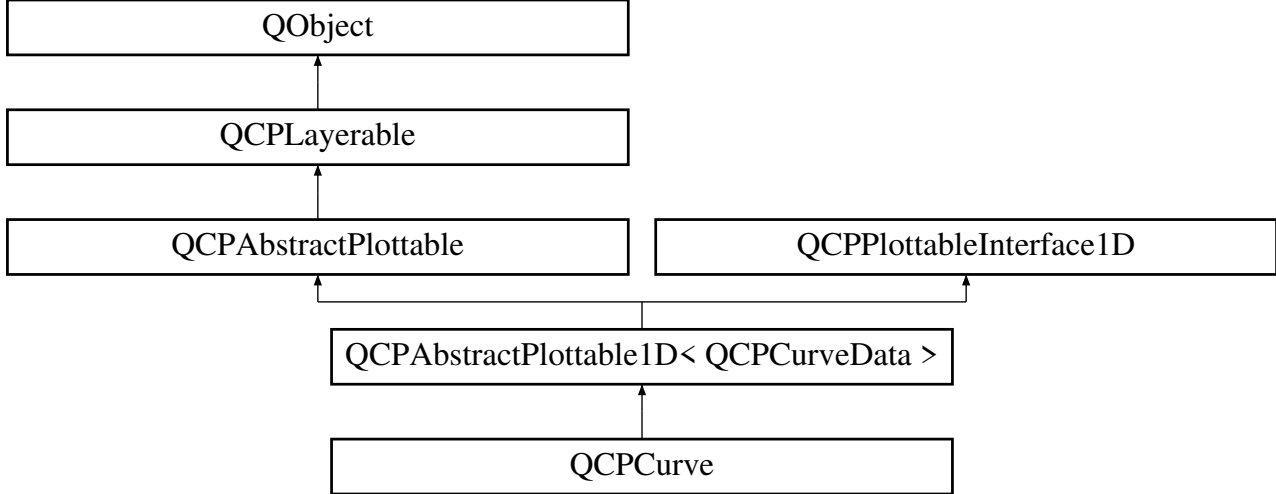 QObject
QCPLayerable
QCPAbstractPlottable
QCPPlottableInterface1D
QCPAbstractPlottable1D< QCPCurveData >
QCPCurve